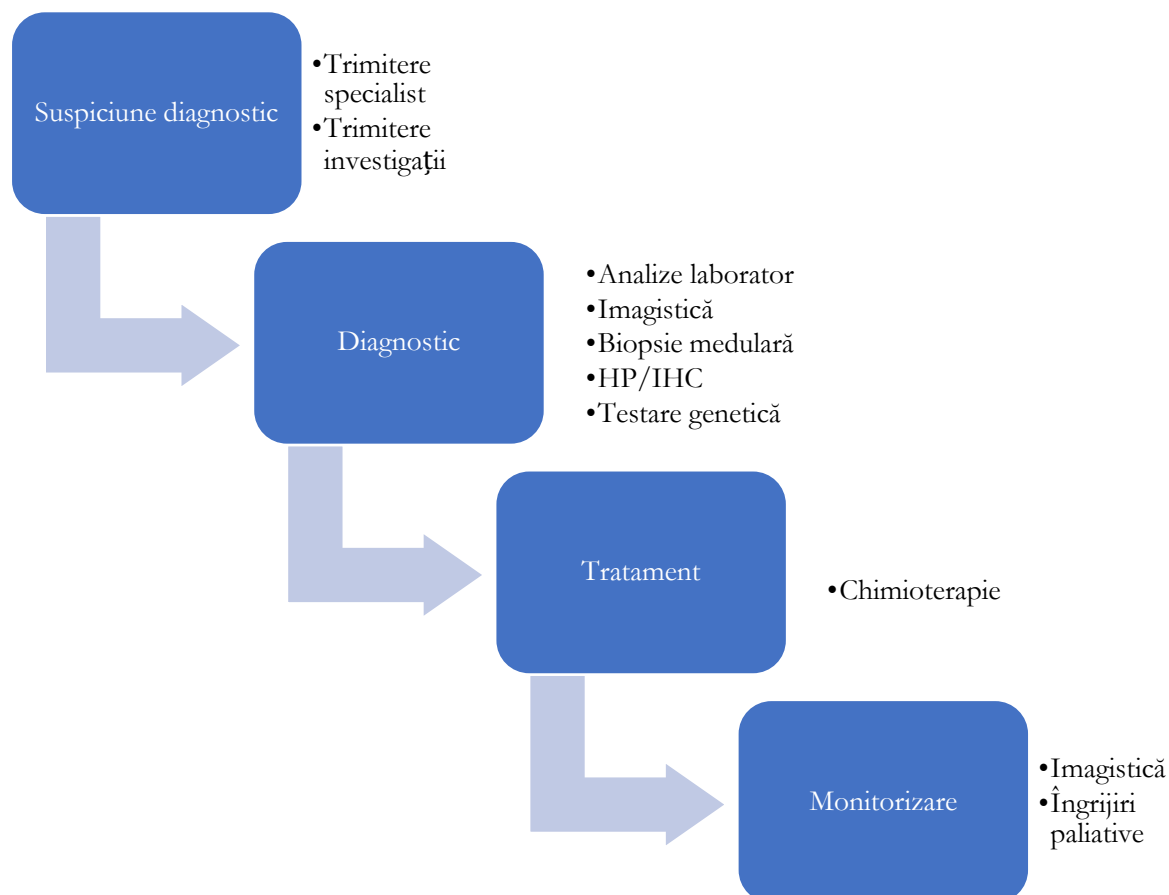 Suspiciune diagnostic
•Trimitere
specialist
•Trimitere
investigaţii
Diagnostic
•Analize laborator
•Imagistică
•Biopsie medulară
•HP/IHC
•Testare genetică
Tratament
•Chimioterapie
Monitorizare
•Imagistică
•Îngrijiri
paliative